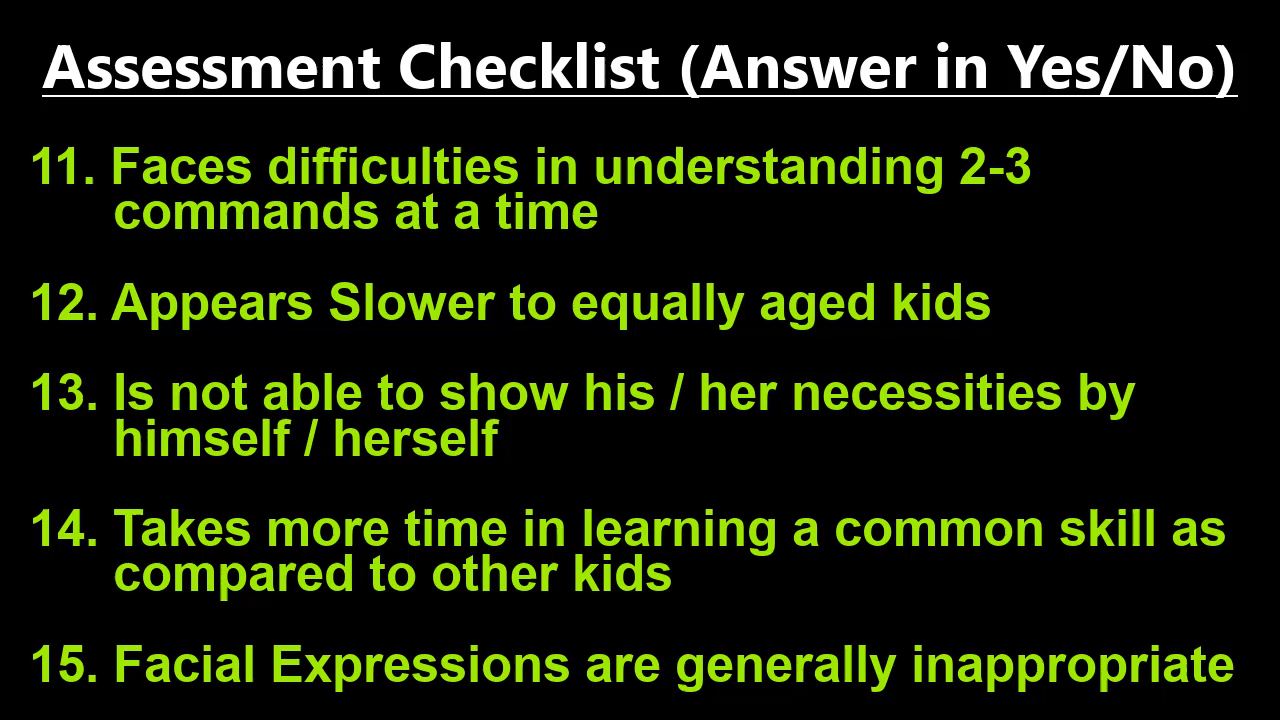 Assessment Checklist (Answer in Yes/No)
11. Faces difficulties in understanding 2-3
commands at a time
12. Appears Slower to equally aged kids
13. Is not able to show his / her necessities by
himself / herself
14. Takes more time in learning a common skill as
compared to other kids
15. Facial Expressions are generally inappropriate